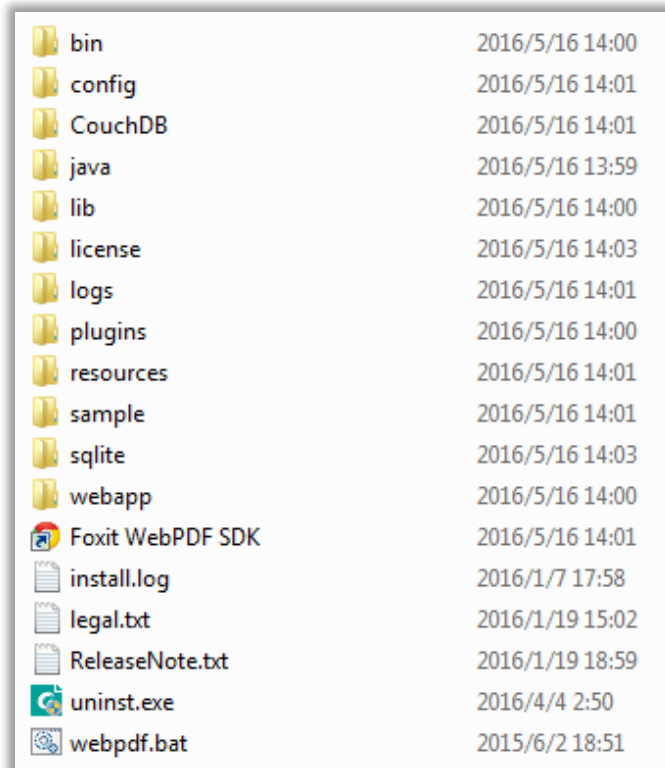 bin 2016/5/16 14:00
config 2016/5/16 14:01
CouchDB 2016/5/16 14:01
java 2016/5/16 13:59
lib 2016/5/16 14:00
license 2016/5/16 14:03
logs 2016/5/16 14:01
plugins 2016/5/16 14:00
resources 2016/5/16 14:01
sample 2016/5/16 14:01
sqlite 2016/5/16 14:03
webapp 2016/5/16 14:00
Foxit WebPDF SDK 2016/5/16 14:01
install.log 2016/1/7 17:58
legal.txt 2016/1/19 15:02
ReleaseNote.txt 2016/1/19 18:59
uninst.exe 2016/4/4 2:50
webpdf.bat 2015/6/2 18:51